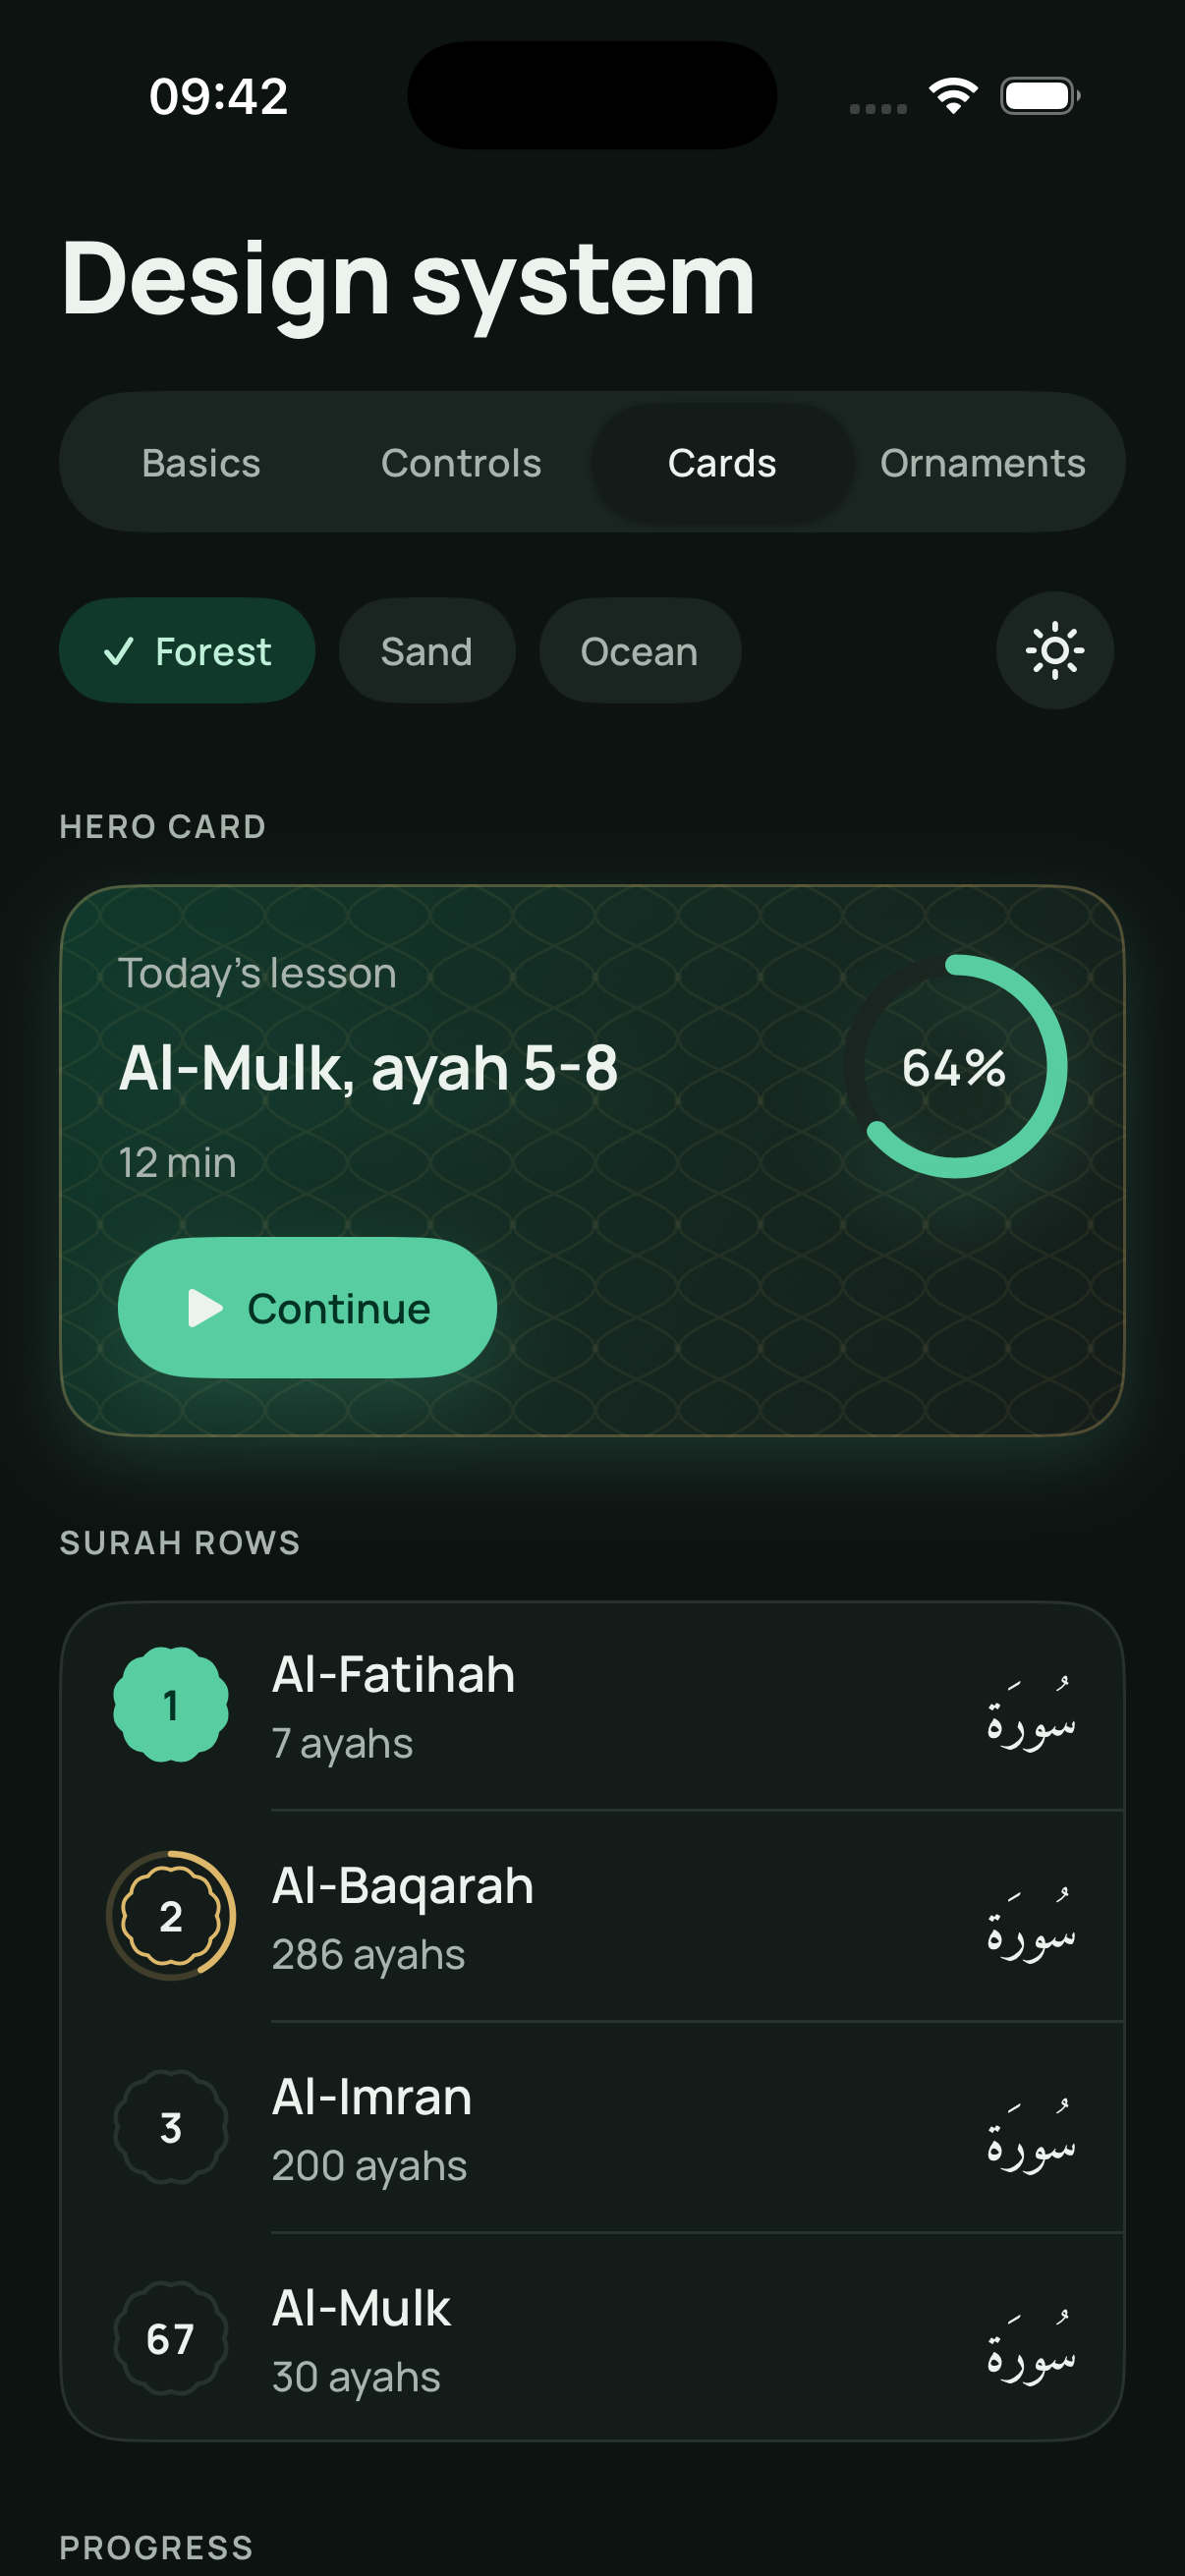 09:42
Design system
Basics Controls Cards Ornaments
Forest Sand Ocean
HERO CARD
Today's lesson
Al-Mulk, ayah 5-8
64%
12 min
Continue
SURAH ROWS
1 Al-Fatihah سُورَة
7 ayahs
2 Al-Baqarah سُورَة
286 ayahs
3 Al-Imran سُورَة
200 ayahs
67 Al-Mulk سُورَة
30 ayahs
PROGRESS